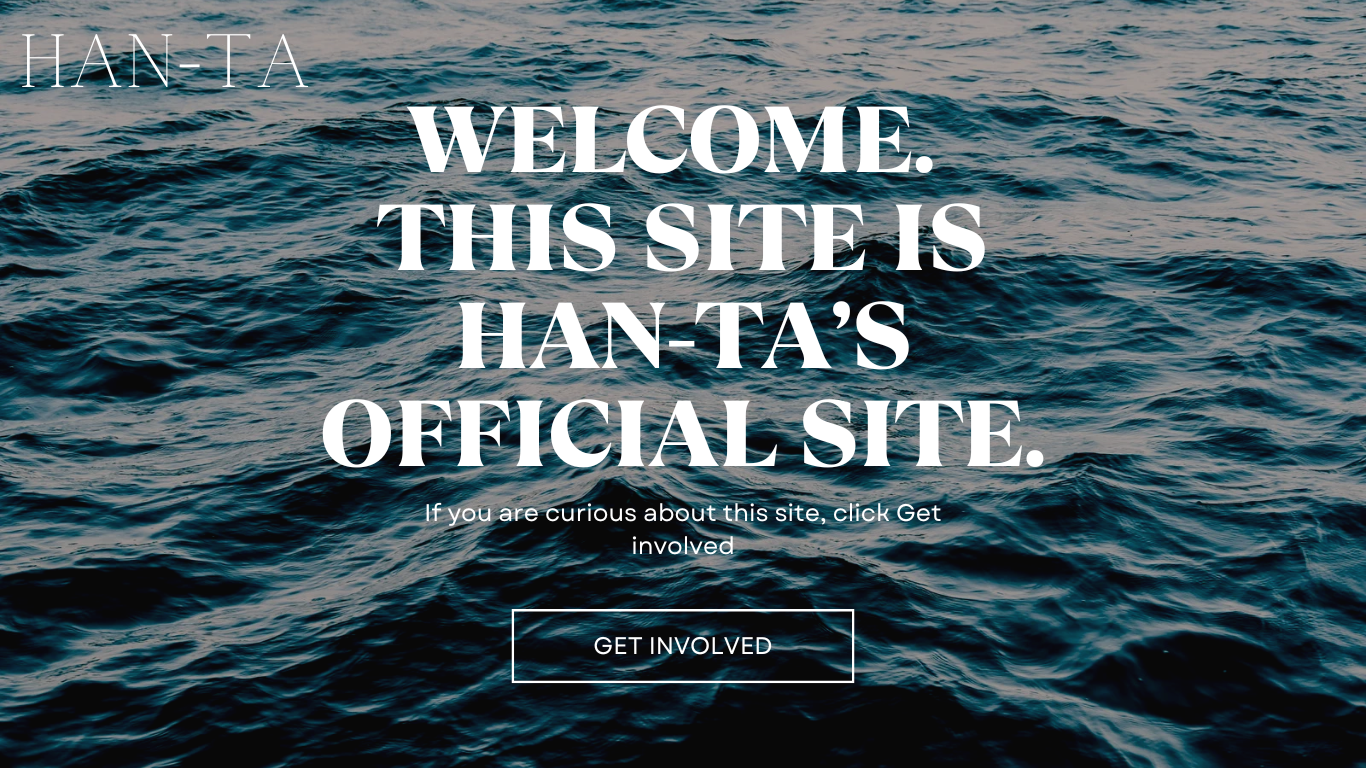 HAN-TA
WELCOME.
THIS SITE IS
HAN-TA’S
OFFICIAL SITE.
If you are curious about this site, click Get
involved
GET INVOLVED